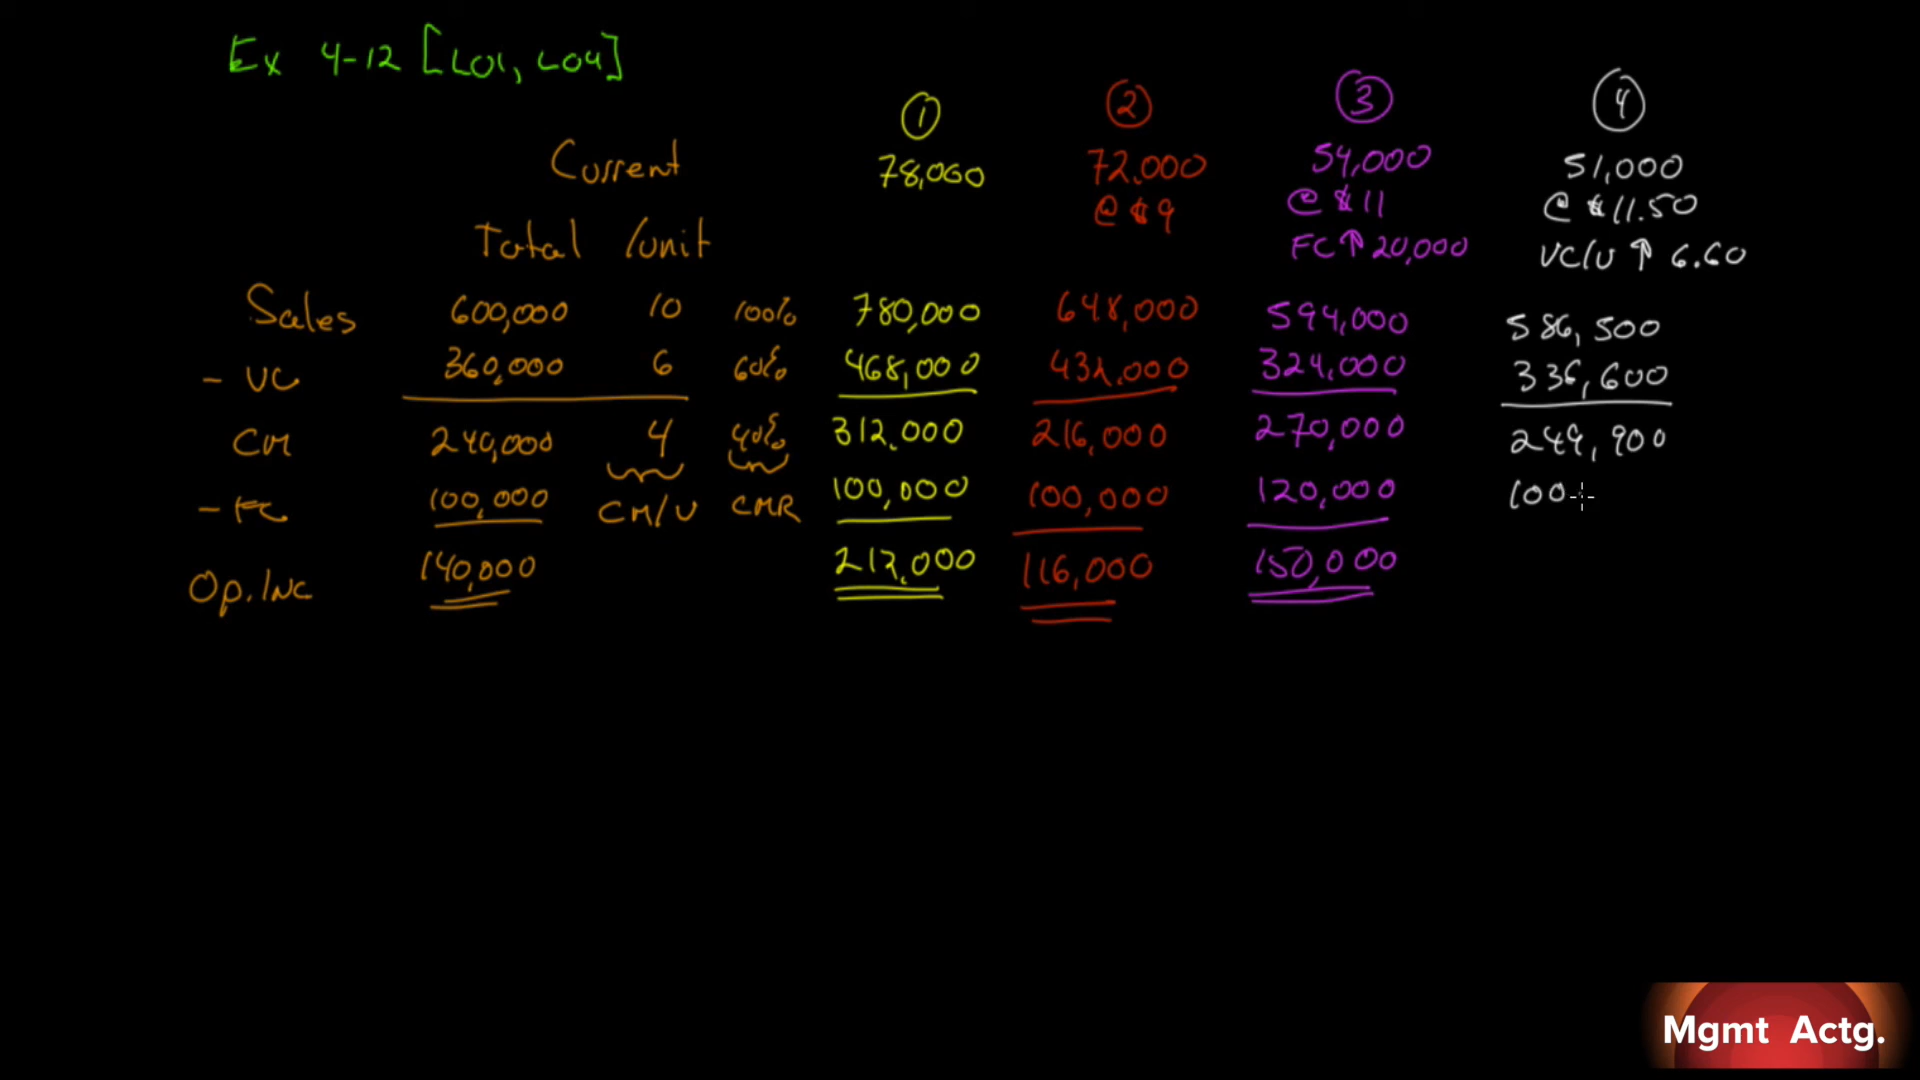 Ex 4-12 [LO1, LO4]
① ② ③ ④
Current 78,000 72,000 54,000 51,000
@ $9 @ $11 @ $11.50
Total /unit FC ↑ 20,000 VC/U ↑ 6.60
Sales 600,000 10 100% 780,000 648,000 594,000 586,500
- VC 360,000 6 60% 468,000 432,000 324,000 336,600
CM 240,000 4 40% 312,000 216,000 270,000 249,900
- FC 100,000 CM/U CMR 100,000 100,000 120,000 100
Op. Inc 140,000 212,000 116,000 150,000
Mgmt Actg.